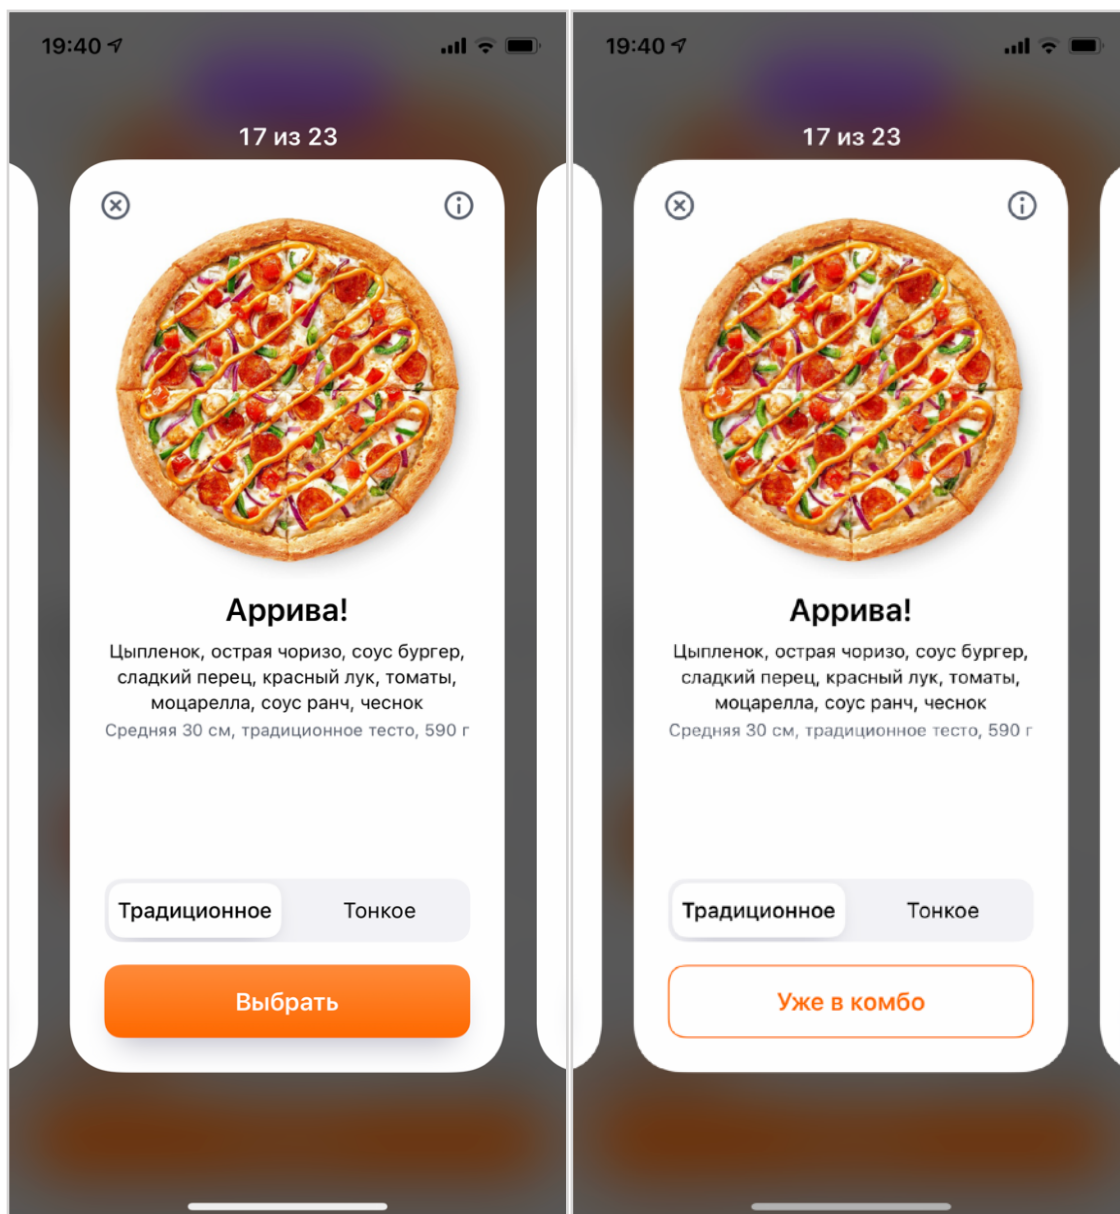 19:40
17 из 23
Аррива!
Цыпленок, острая чоризо, соус бургер,
сладкий перец, красный лук, томаты,
моцарелла, соус ранч, чеснок
Средняя 30 см, традиционное тесто, 590 г
Традиционное Тонкое
Выбрать
19:40
17 из 23
Аррива!
Цыпленок, острая чоризо, соус бургер,
сладкий перец, красный лук, томаты,
моцарелла, соус ранч, чеснок
Средняя 30 см, традиционное тесто, 590 г
Традиционное Тонкое
Уже в комбо